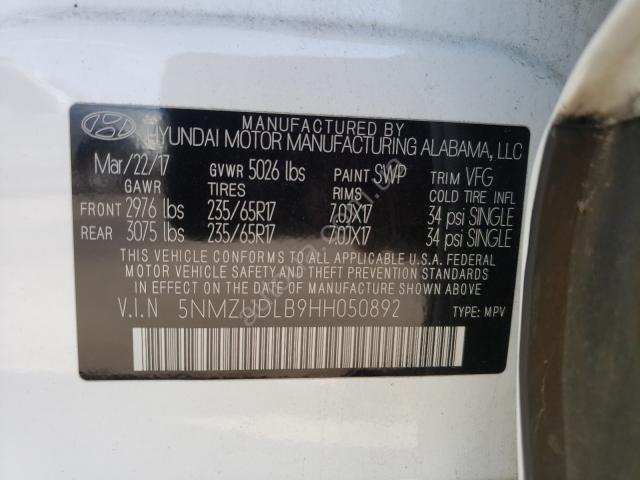 MANUFACTURED BY
HYUNDAI MOTOR MANUFACTURING ALABAMA, LLC
Mar/22/17 GVWR 5026 lbs PAINT SWP TRIM VFG
GAWR TIRES RIMS COLD TIRE INFL
FRONT 2976 lbs 235/65R17 7.0JX17 34 psi SINGLE
REAR 3075 lbs 235/65R17 7.0JX17 34 psi SINGLE
THIS VEHICLE CONFORMS TO ALL APPLICABLE U.S.A. FEDERAL
MOTOR VEHICLE SAFETY AND THEFT PREVENTION STANDARDS
IN EFFECT ON THE DATE OF MANUFACTURE SHOWN ABOVE.
V.I.N TYPE: MPV